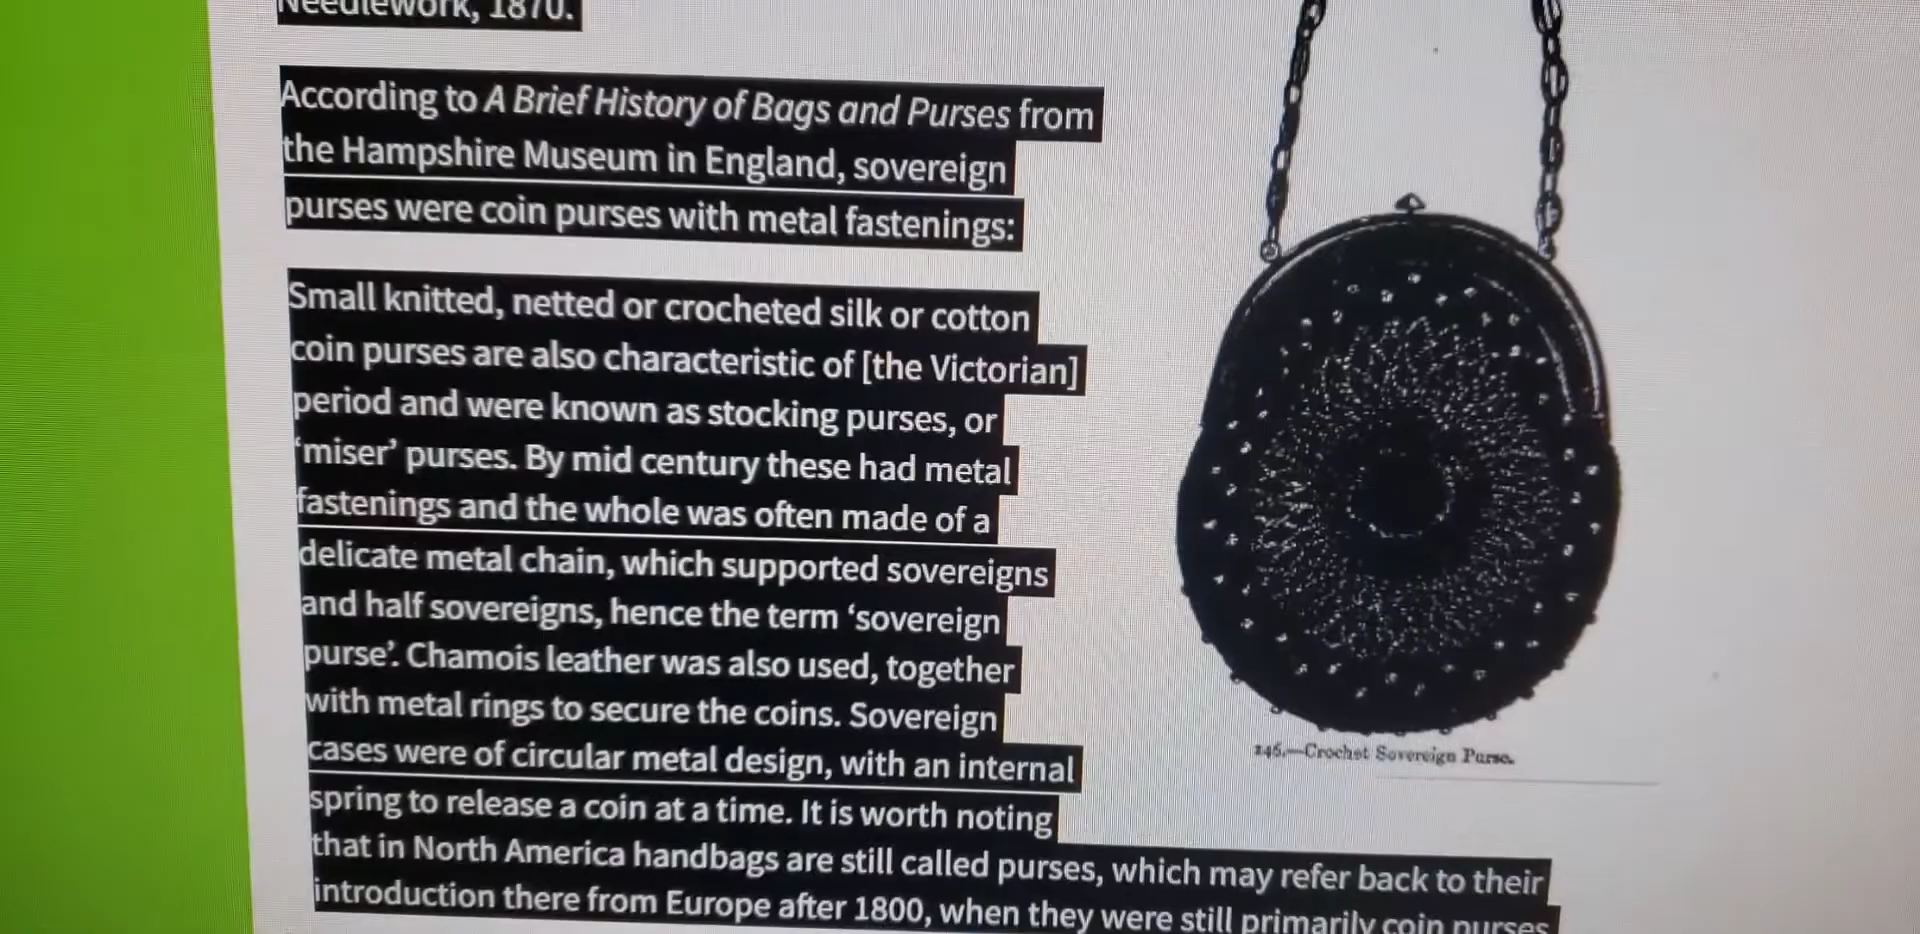 Needlework, 1870.
According to A Brief History of Bags and Purses from
the Hampshire Museum in England, sovereign
purses were coin purses with metal fastenings:
Small knitted, netted or crocheted silk or cotton
coin purses are also characteristic of [the Victorian]
period and were known as stocking purses, or
‘miser’ purses. By mid century these had metal
fastenings and the whole was often made of a
delicate metal chain, which supported sovereigns
and half sovereigns, hence the term ‘sovereign
purse’. Chamois leather was also used, together
with metal rings to secure the coins. Sovereign
cases were of circular metal design, with an internal
spring to release a coin at a time. It is worth noting
that in North America handbags are still called purses, which may refer back to their
introduction there from Europe after 1800, when they were still primarily coin purses
246.—Crochet Sovereign Purse.